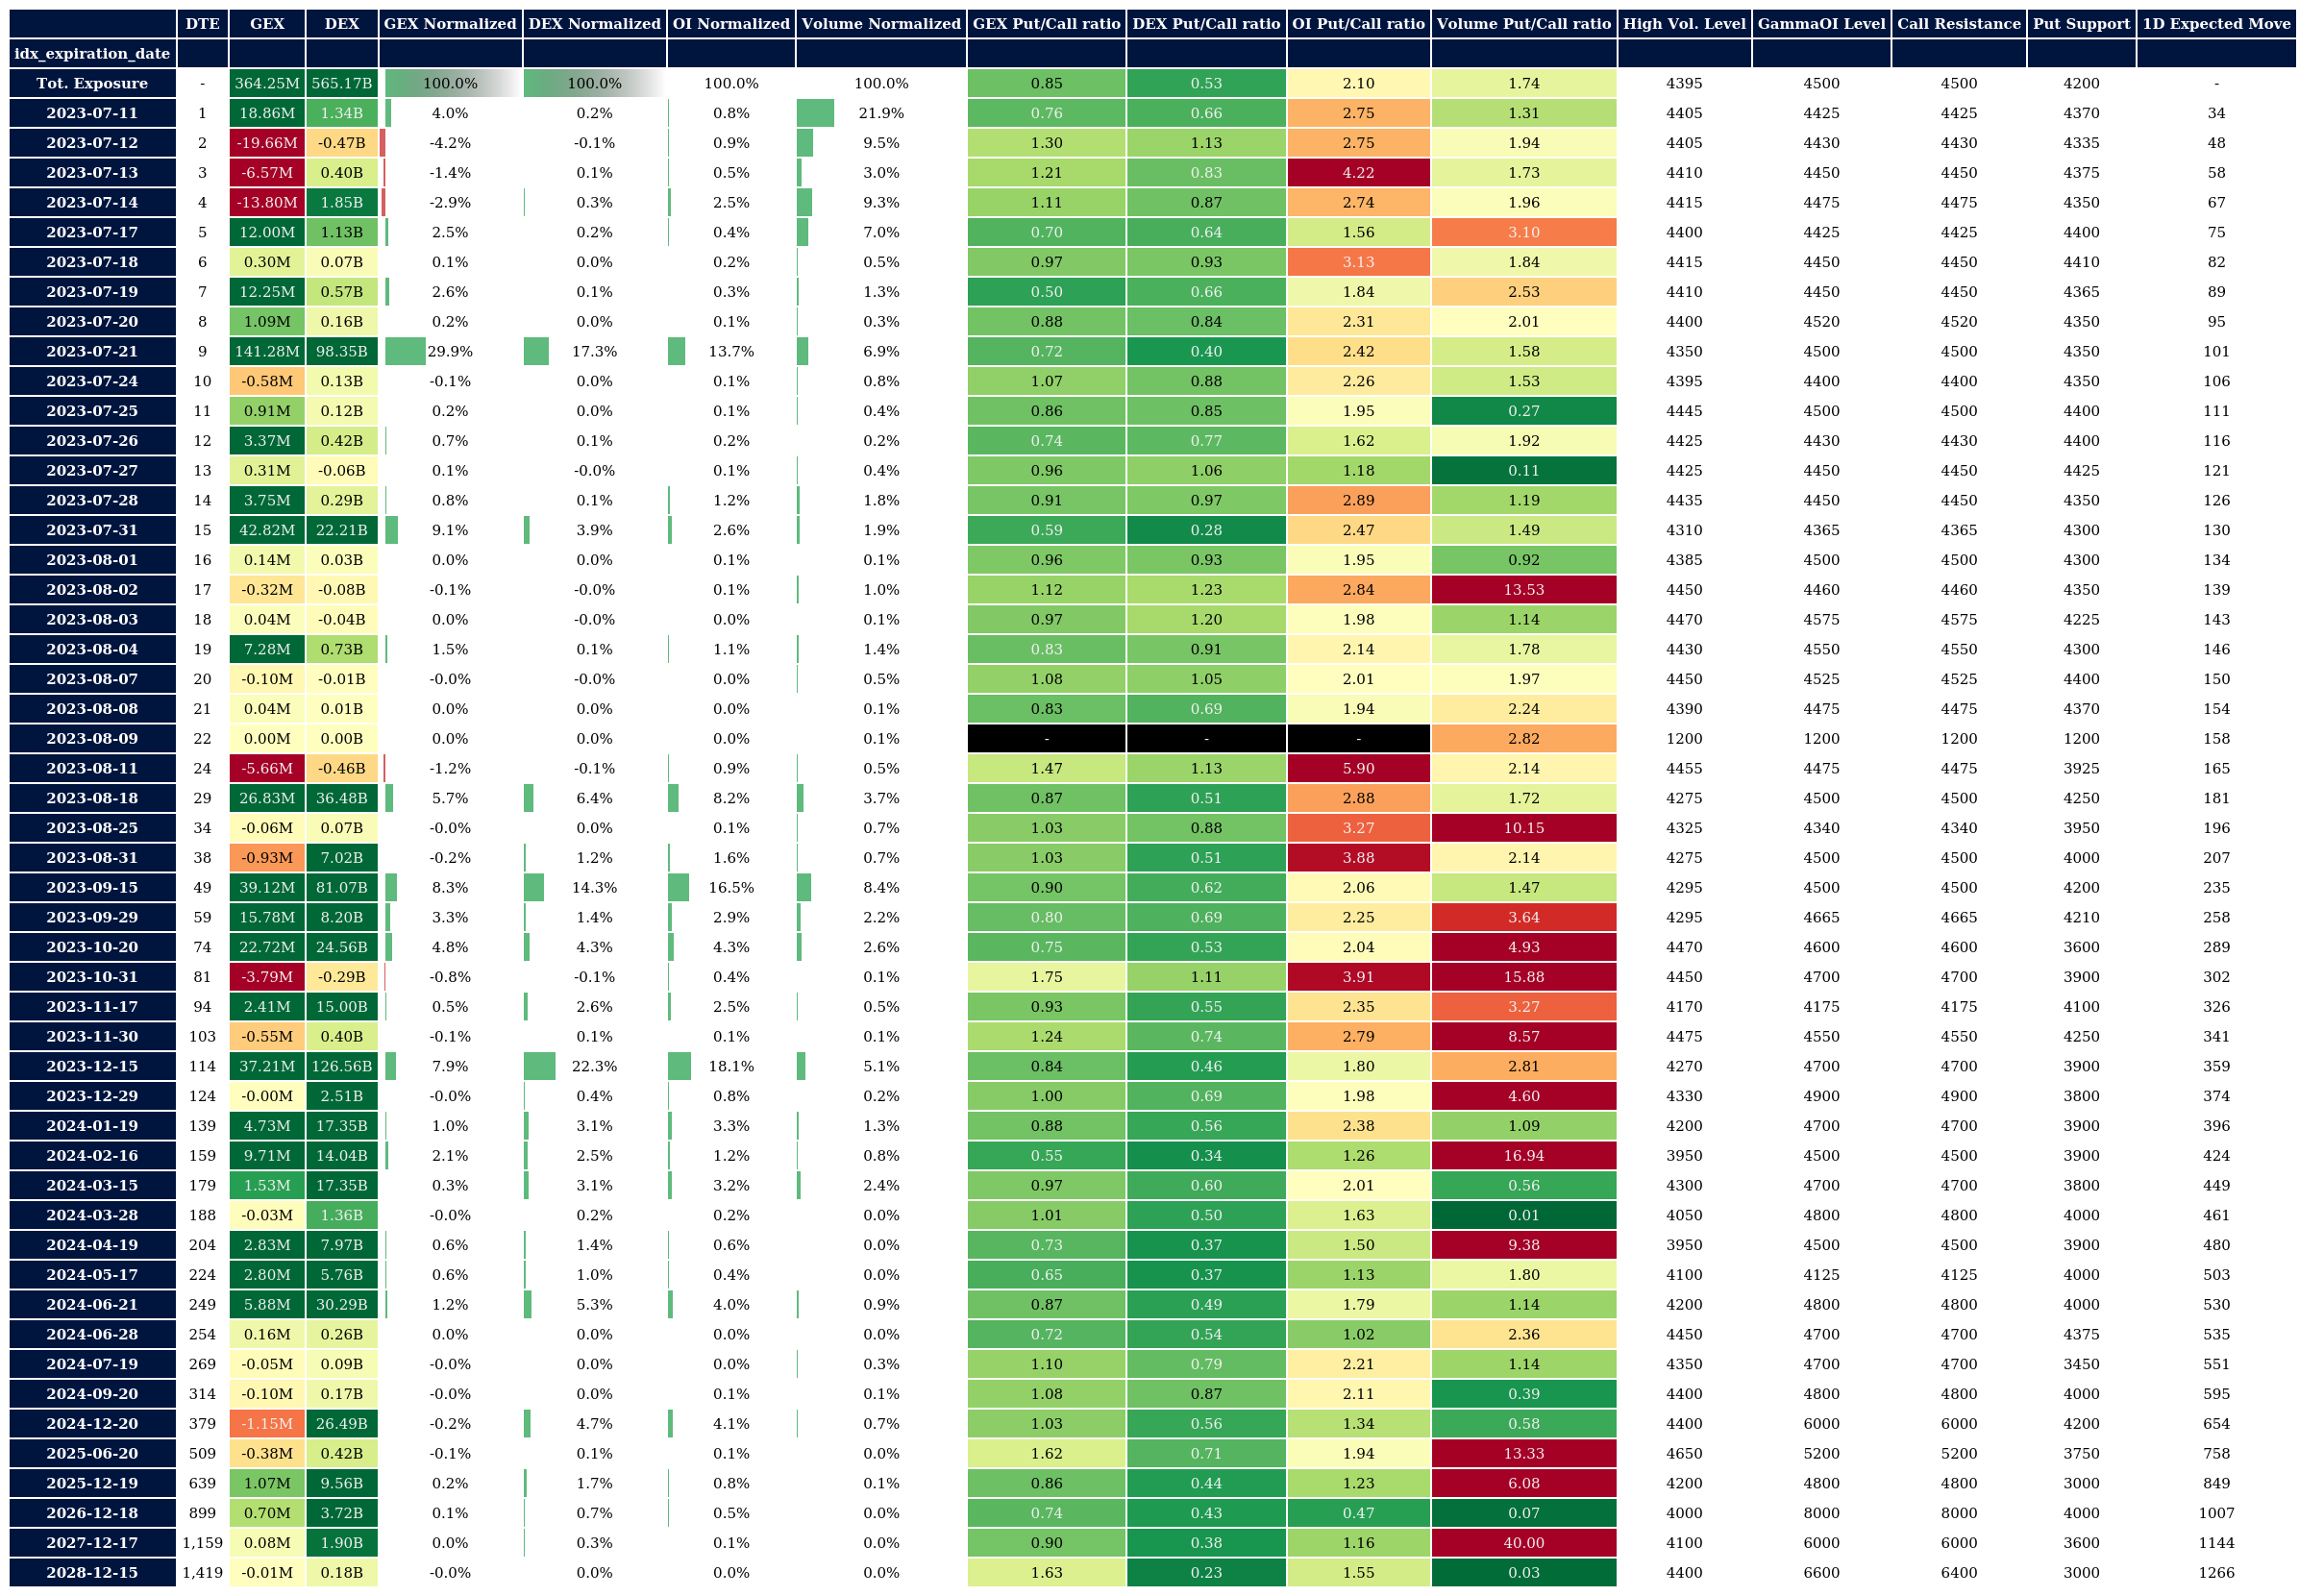 DTE GEX DEX GEX Normalized DEX Normalized OI Normalized Volume Normalized GEX Put/Call ratio DEX Put/Call ratio OI Put/Call ratio Volume Put/Call ratio High Vol. Level GammaOI Level Call Resistance Put Support 1D Expected Move
idx_expiration_date
Tot. Exposure - 364.25M 565.17B 100.0% 100.0% 100.0% 100.0% 0.85 0.53 2.10 1.74 4395 4500 4500 4200 -
2023-07-11 1 18.86M 1.34B 4.0% 0.2% 0.8% 21.9% 0.76 0.66 2.75 1.31 4405 4425 4425 4370 34
2023-07-12 2 -19.66M -0.47B -4.2% -0.1% 0.9% 9.5% 1.30 1.13 2.75 1.94 4405 4430 4430 4335 48
2023-07-13 3 -6.57M 0.40B -1.4% 0.1% 0.5% 3.0% 1.21 0.83 4.22 1.73 4410 4450 4450 4375 58
2023-07-14 4 -13.80M 1.85B -2.9% 0.3% 2.5% 9.3% 1.11 0.87 2.74 1.96 4415 4475 4475 4350 67
2023-07-17 5 12.00M 1.13B 2.5% 0.2% 0.4% 7.0% 0.70 0.64 1.56 3.10 4400 4425 4425 4400 75
2023-07-18 6 0.30M 0.07B 0.1% 0.0% 0.2% 0.5% 0.97 0.93 3.13 1.84 4415 4450 4450 4410 82
2023-07-19 7 12.25M 0.57B 2.6% 0.1% 0.3% 1.3% 0.50 0.66 1.84 2.53 4410 4450 4450 4365 89
2023-07-20 8 1.09M 0.16B 0.2% 0.0% 0.1% 0.3% 0.88 0.84 2.31 2.01 4400 4520 4520 4350 95
2023-07-21 9 141.28M 98.35B 29.9% 17.3% 13.7% 6.9% 0.72 0.40 2.42 1.58 4350 4500 4500 4350 101
2023-07-24 10 -0.58M 0.13B -0.1% 0.0% 0.1% 0.8% 1.07 0.88 2.26 1.53 4395 4400 4400 4350 106
2023-07-25 11 0.91M 0.12B 0.2% 0.0% 0.1% 0.4% 0.86 0.85 1.95 0.27 4445 4500 4500 4400 111
2023-07-26 12 3.37M 0.42B 0.7% 0.1% 0.2% 0.2% 0.74 0.77 1.62 1.92 4425 4430 4430 4400 116
2023-07-27 13 0.31M -0.06B 0.1% -0.0% 0.1% 0.4% 0.96 1.06 1.18 0.11 4425 4450 4450 4425 121
2023-07-28 14 3.75M 0.29B 0.8% 0.1% 1.2% 1.8% 0.91 0.97 2.89 1.19 4435 4450 4450 4350 126
2023-07-31 15 42.82M 22.21B 9.1% 3.9% 2.6% 1.9% 0.59 0.28 2.47 1.49 4310 4365 4365 4300 130
2023-08-01 16 0.14M 0.03B 0.0% 0.0% 0.1% 0.1% 0.96 0.93 1.95 0.92 4385 4500 4500 4300 134
2023-08-02 17 -0.32M -0.08B -0.1% -0.0% 0.1% 1.0% 1.12 1.23 2.84 13.53 4450 4460 4460 4350 139
2023-08-03 18 0.04M -0.04B 0.0% -0.0% 0.0% 0.1% 0.97 1.20 1.98 1.14 4470 4575 4575 4225 143
2023-08-04 19 7.28M 0.73B 1.5% 0.1% 1.1% 1.4% 0.83 0.91 2.14 1.78 4430 4550 4550 4300 146
2023-08-07 20 -0.10M -0.01B -0.0% -0.0% 0.0% 0.5% 1.08 1.05 2.01 1.97 4450 4525 4525 4400 150
2023-08-08 21 0.04M 0.01B 0.0% 0.0% 0.0% 0.1% 0.83 0.69 1.94 2.24 4390 4475 4475 4370 154
2023-08-09 22 0.00M 0.00B 0.0% 0.0% 0.0% 0.1% - - - 2.82 1200 1200 1200 1200 158
2023-08-11 24 -5.66M -0.46B -1.2% -0.1% 0.9% 0.5% 1.47 1.13 5.90 2.14 4455 4475 4475 3925 165
2023-08-18 29 26.83M 36.48B 5.7% 6.4% 8.2% 3.7% 0.87 0.51 2.88 1.72 4275 4500 4500 4250 181
2023-08-25 34 -0.06M 0.07B -0.0% 0.0% 0.1% 0.7% 1.03 0.88 3.27 10.15 4325 4340 4340 3950 196
2023-08-31 38 -0.93M 7.02B -0.2% 1.2% 1.6% 0.7% 1.03 0.51 3.88 2.14 4275 4500 4500 4000 207
2023-09-15 49 39.12M 81.07B 8.3% 14.3% 16.5% 8.4% 0.90 0.62 2.06 1.47 4295 4500 4500 4200 235
2023-09-29 59 15.78M 8.20B 3.3% 1.4% 2.9% 2.2% 0.80 0.69 2.25 3.64 4295 4665 4665 4210 258
2023-10-20 74 22.72M 24.56B 4.8% 4.3% 4.3% 2.6% 0.75 0.53 2.04 4.93 4470 4600 4600 3600 289
2023-10-31 81 -3.79M -0.29B -0.8% -0.1% 0.4% 0.1% 1.75 1.11 3.91 15.88 4450 4700 4700 3900 302
2023-11-17 94 2.41M 15.00B 0.5% 2.6% 2.5% 0.5% 0.93 0.55 2.35 3.27 4170 4175 4175 4100 326
2023-11-30 103 -0.55M 0.40B -0.1% 0.1% 0.1% 0.1% 1.24 0.74 2.79 8.57 4475 4550 4550 4250 341
2023-12-15 114 37.21M 126.56B 7.9% 22.3% 18.1% 5.1% 0.84 0.46 1.80 2.81 4270 4700 4700 3900 359
2023-12-29 124 -0.00M 2.51B -0.0% 0.4% 0.8% 0.2% 1.00 0.69 1.98 4.60 4330 4900 4900 3800 374
2024-01-19 139 4.73M 17.35B 1.0% 3.1% 3.3% 1.3% 0.88 0.56 2.38 1.09 4200 4700 4700 3900 396
2024-02-16 159 9.71M 14.04B 2.1% 2.5% 1.2% 0.8% 0.55 0.34 1.26 16.94 3950 4500 4500 3900 424
2024-03-15 179 1.53M 17.35B 0.3% 3.1% 3.2% 2.4% 0.97 0.60 2.01 0.56 4300 4700 4700 3800 449
2024-03-28 188 -0.03M 1.36B -0.0% 0.2% 0.2% 0.0% 1.01 0.50 1.63 0.01 4050 4800 4800 4000 461
2024-04-19 204 2.83M 7.97B 0.6% 1.4% 0.6% 0.0% 0.73 0.37 1.50 9.38 3950 4500 4500 3900 480
2024-05-17 224 2.80M 5.76B 0.6% 1.0% 0.4% 0.0% 0.65 0.37 1.13 1.80 4100 4125 4125 4000 503
2024-06-21 249 5.88M 30.29B 1.2% 5.3% 4.0% 0.9% 0.87 0.49 1.79 1.14 4200 4800 4800 4000 530
2024-06-28 254 0.16M 0.26B 0.0% 0.0% 0.0% 0.0% 0.72 0.54 1.02 2.36 4450 4700 4700 4375 535
2024-07-19 269 -0.05M 0.09B -0.0% 0.0% 0.0% 0.3% 1.10 0.79 2.21 1.14 4350 4700 4700 3450 551
2024-09-20 314 -0.10M 0.17B -0.0% 0.0% 0.1% 0.1% 1.08 0.87 2.11 0.39 4400 4800 4800 4000 595
2024-12-20 379 -1.15M 26.49B -0.2% 4.7% 4.1% 0.7% 1.03 0.56 1.34 0.58 4400 6000 6000 4200 654
2025-06-20 509 -0.38M 0.42B -0.1% 0.1% 0.1% 0.0% 1.62 0.71 1.94 13.33 4650 5200 5200 3750 758
2025-12-19 639 1.07M 9.56B 0.2% 1.7% 0.8% 0.1% 0.86 0.44 1.23 6.08 4200 4800 4800 3000 849
2026-12-18 899 0.70M 3.72B 0.1% 0.7% 0.5% 0.0% 0.74 0.43 0.47 0.07 4000 8000 8000 4000 1007
2027-12-17 1,159 0.08M 1.90B 0.0% 0.3% 0.1% 0.0% 0.90 0.38 1.16 40.00 4100 6000 6000 3600 1144
2028-12-15 1,419 -0.01M 0.18B -0.0% 0.0% 0.0% 0.0% 1.63 0.23 1.55 0.03 4400 6600 6400 3000 1266